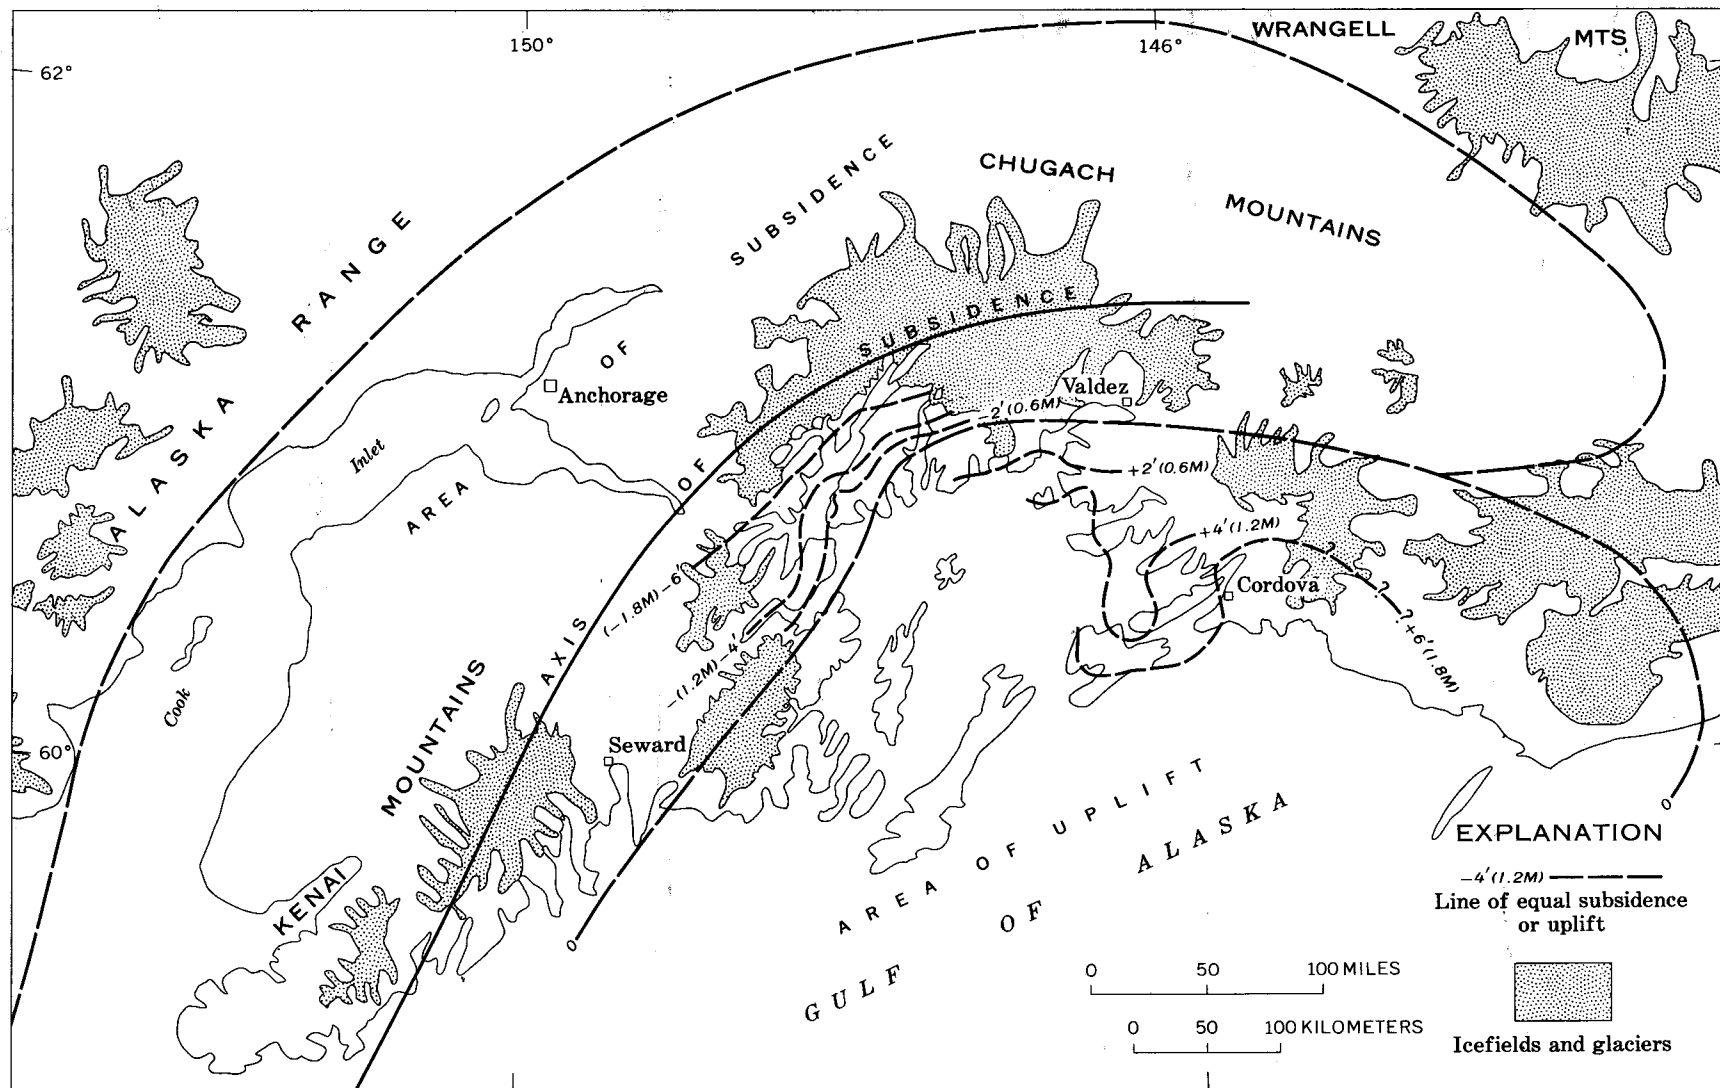 150°
146°
62°
WRANGELL MTS
CHUGACH MOUNTAINS
ALASKA RANGE
AREA OF SUBSIDENCE
AXIS OF SUBSIDENCE
Anchorage
Valdez
-2'(0.6M)
+2'(0.6M)
Inlet
Cook
+4'(1.2M)
Cordova
(-1.8M)-6'
-(1.2M)-4'
? ? ?+6'(1.8M)
60°
Seward
KENAI MOUNTAINS
0
0
AREA OF UPLIFT
GULF OF ALASKA
EXPLANATION
-4'(1.2M)
Line of equal subsidence
or uplift
Icefields and glaciers
0 50 100 MILES
0 50 100 KILOMETERS